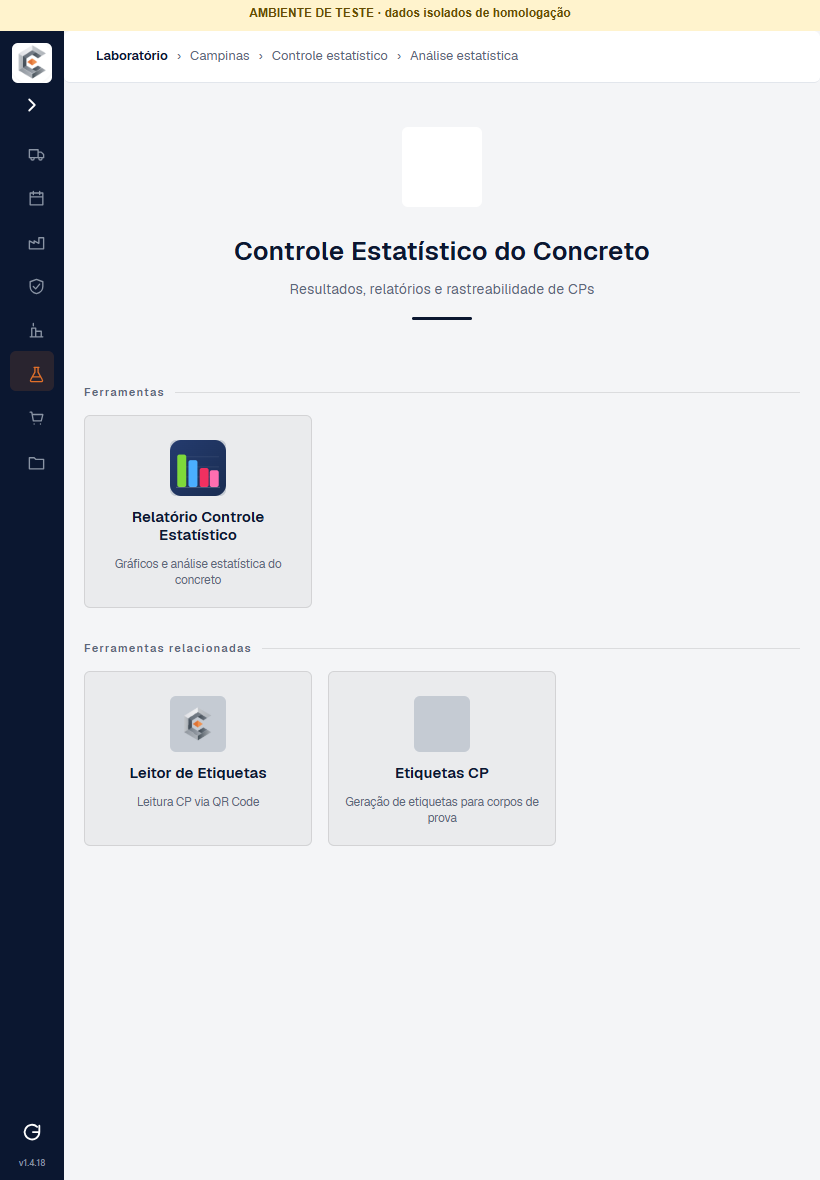 AMBIENTE DE TESTE · dados isolados de homologação
Laboratório › Campinas › Controle estatístico › Análise estatística
Controle Estatístico do Concreto
Resultados, relatórios e rastreabilidade de CPs
Ferramentas
Relatório Controle
Estatístico
Gráficos e análise estatística do
concreto
Ferramentas relacionadas
Leitor de Etiquetas
Leitura CP via QR Code
Etiquetas CP
Geração de etiquetas para corpos de
prova
v1.4.18